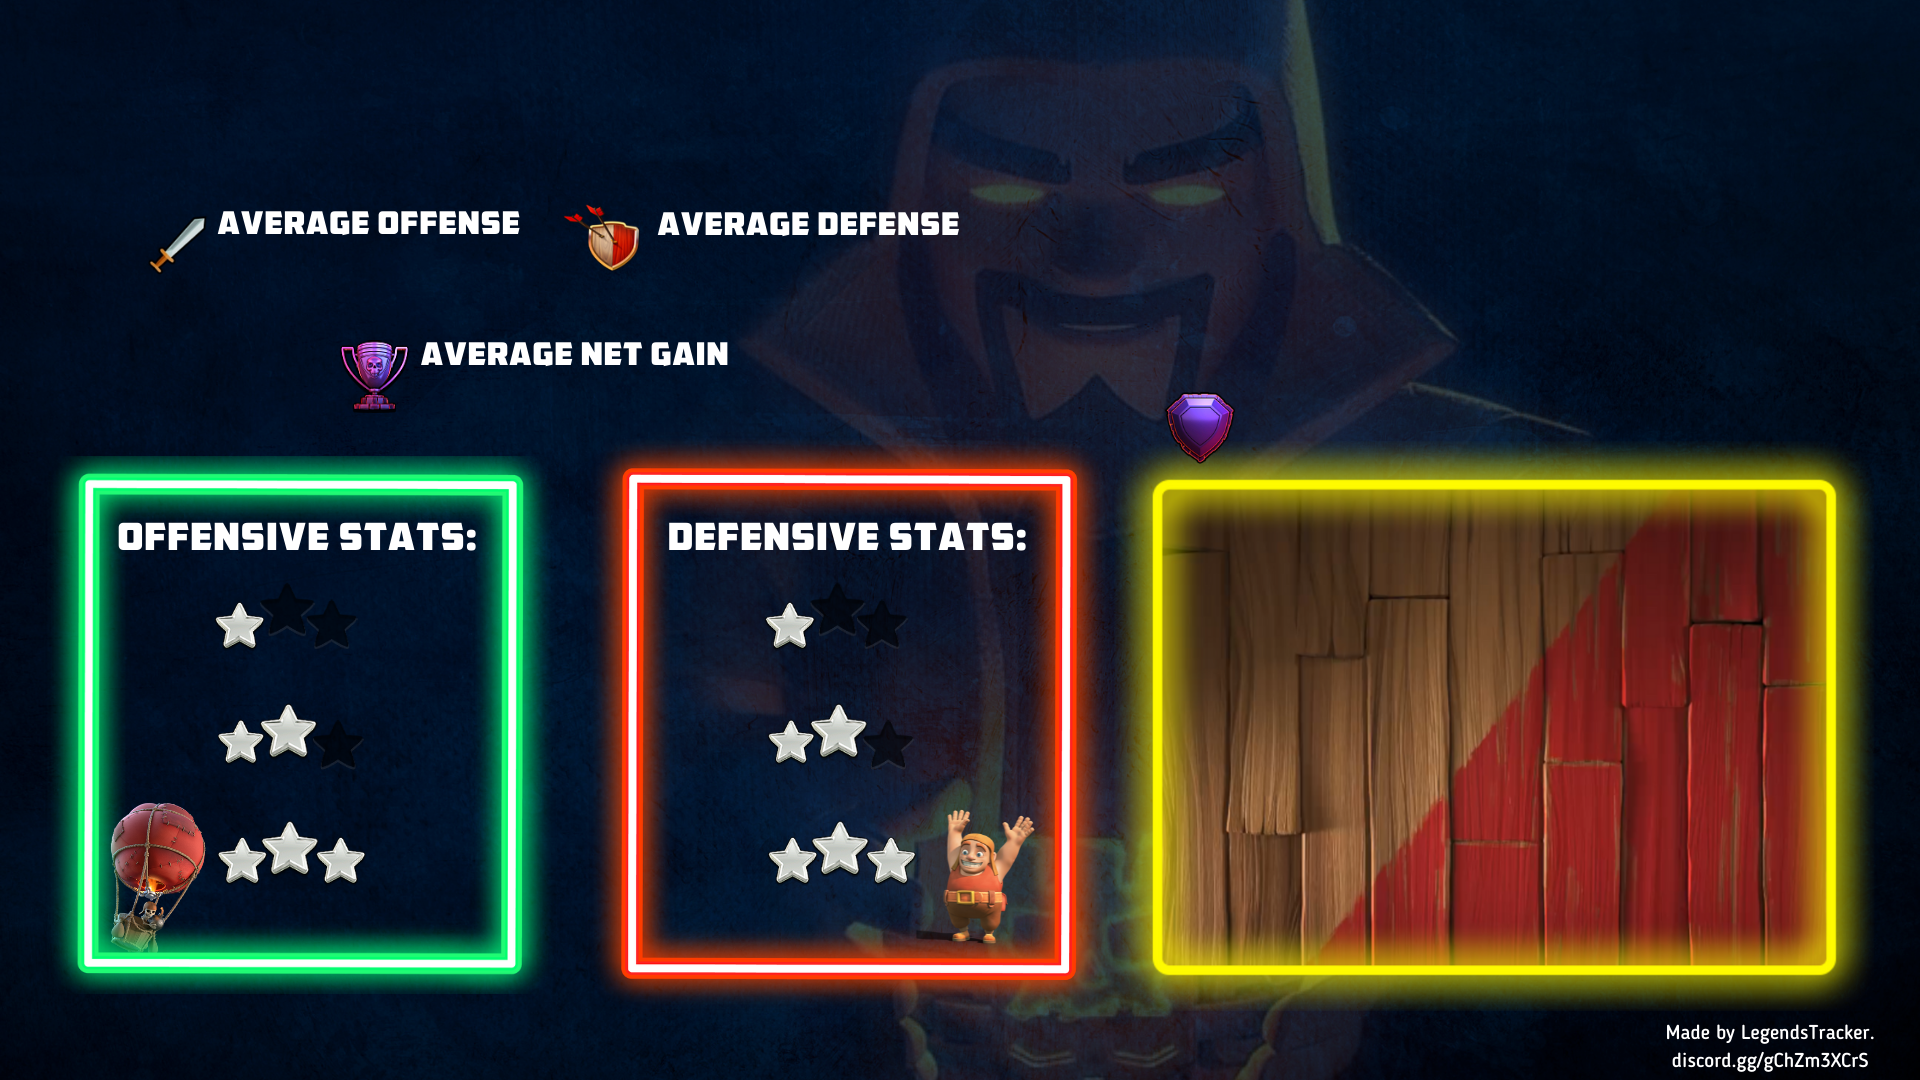 AVERAGE OFFENSE
AVERAGE DEFENSE
AVERAGE NET GAIN
OFFENSIVE STATS:
DEFENSIVE STATS:
Made by LegendsTracker.
discord.gg/gChZm3XCrS